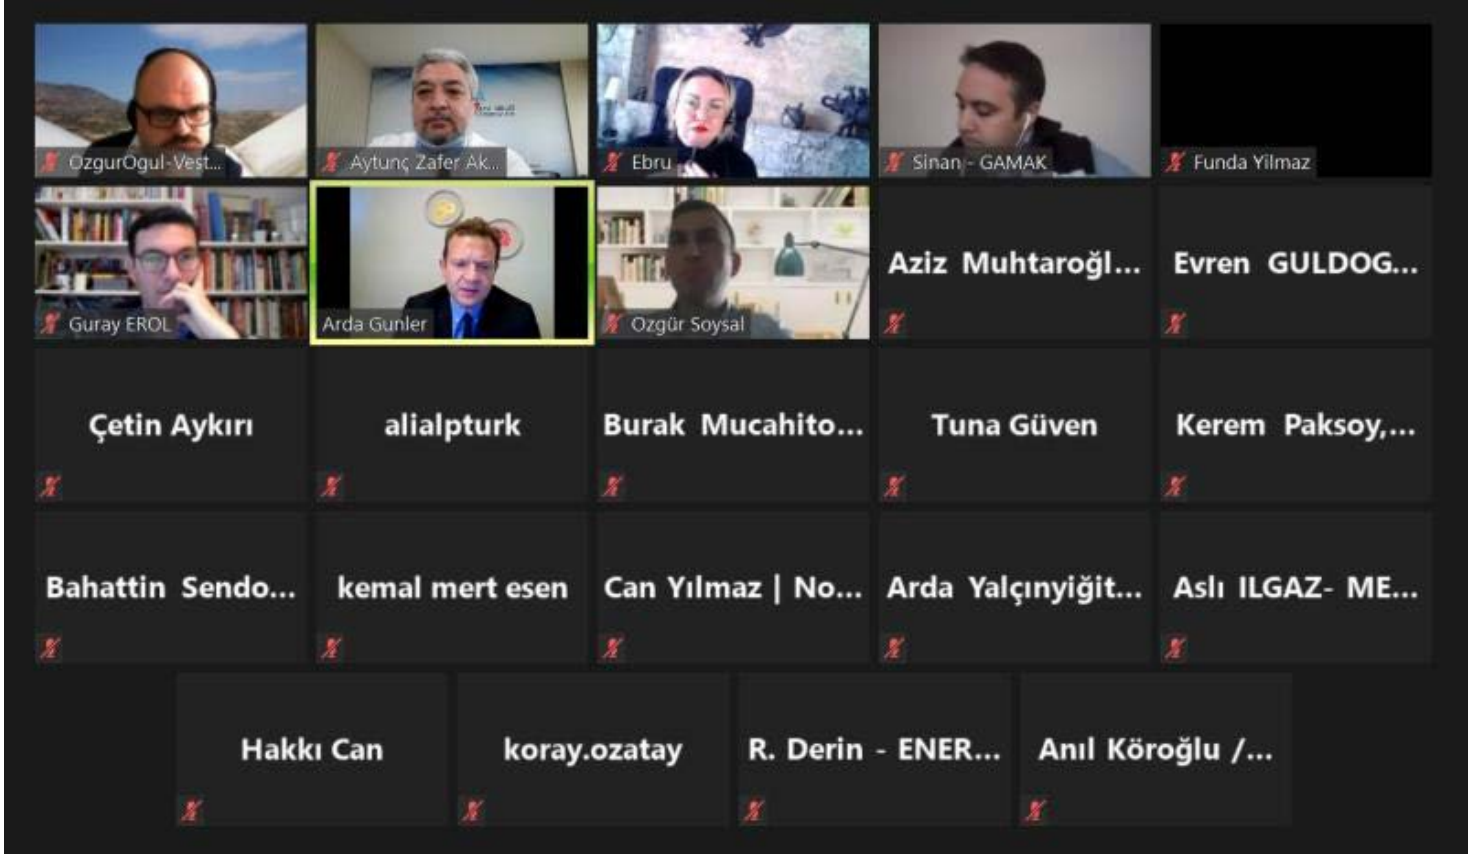 OzgurOgul-Vest...
Aytunç Zafer Ak...
Ebru
Sinan - GAMAK
Funda Yilmaz
Guray EROL
Arda Gunler
Ozgür Soysal
Aziz Muhtaroğl...
Evren GULDOG...
Çetin Aykırı
alialpturk
Burak Mucahito...
Tuna Güven
Kerem Paksoy,...
Bahattin Sendo...
kemal mert esen
Can Yılmaz | No...
Arda Yalçınyiğit...
Aslı ILGAZ- ME...
Hakkı Can
koray.ozatay
R. Derin - ENER...
Anıl Köroğlu /...